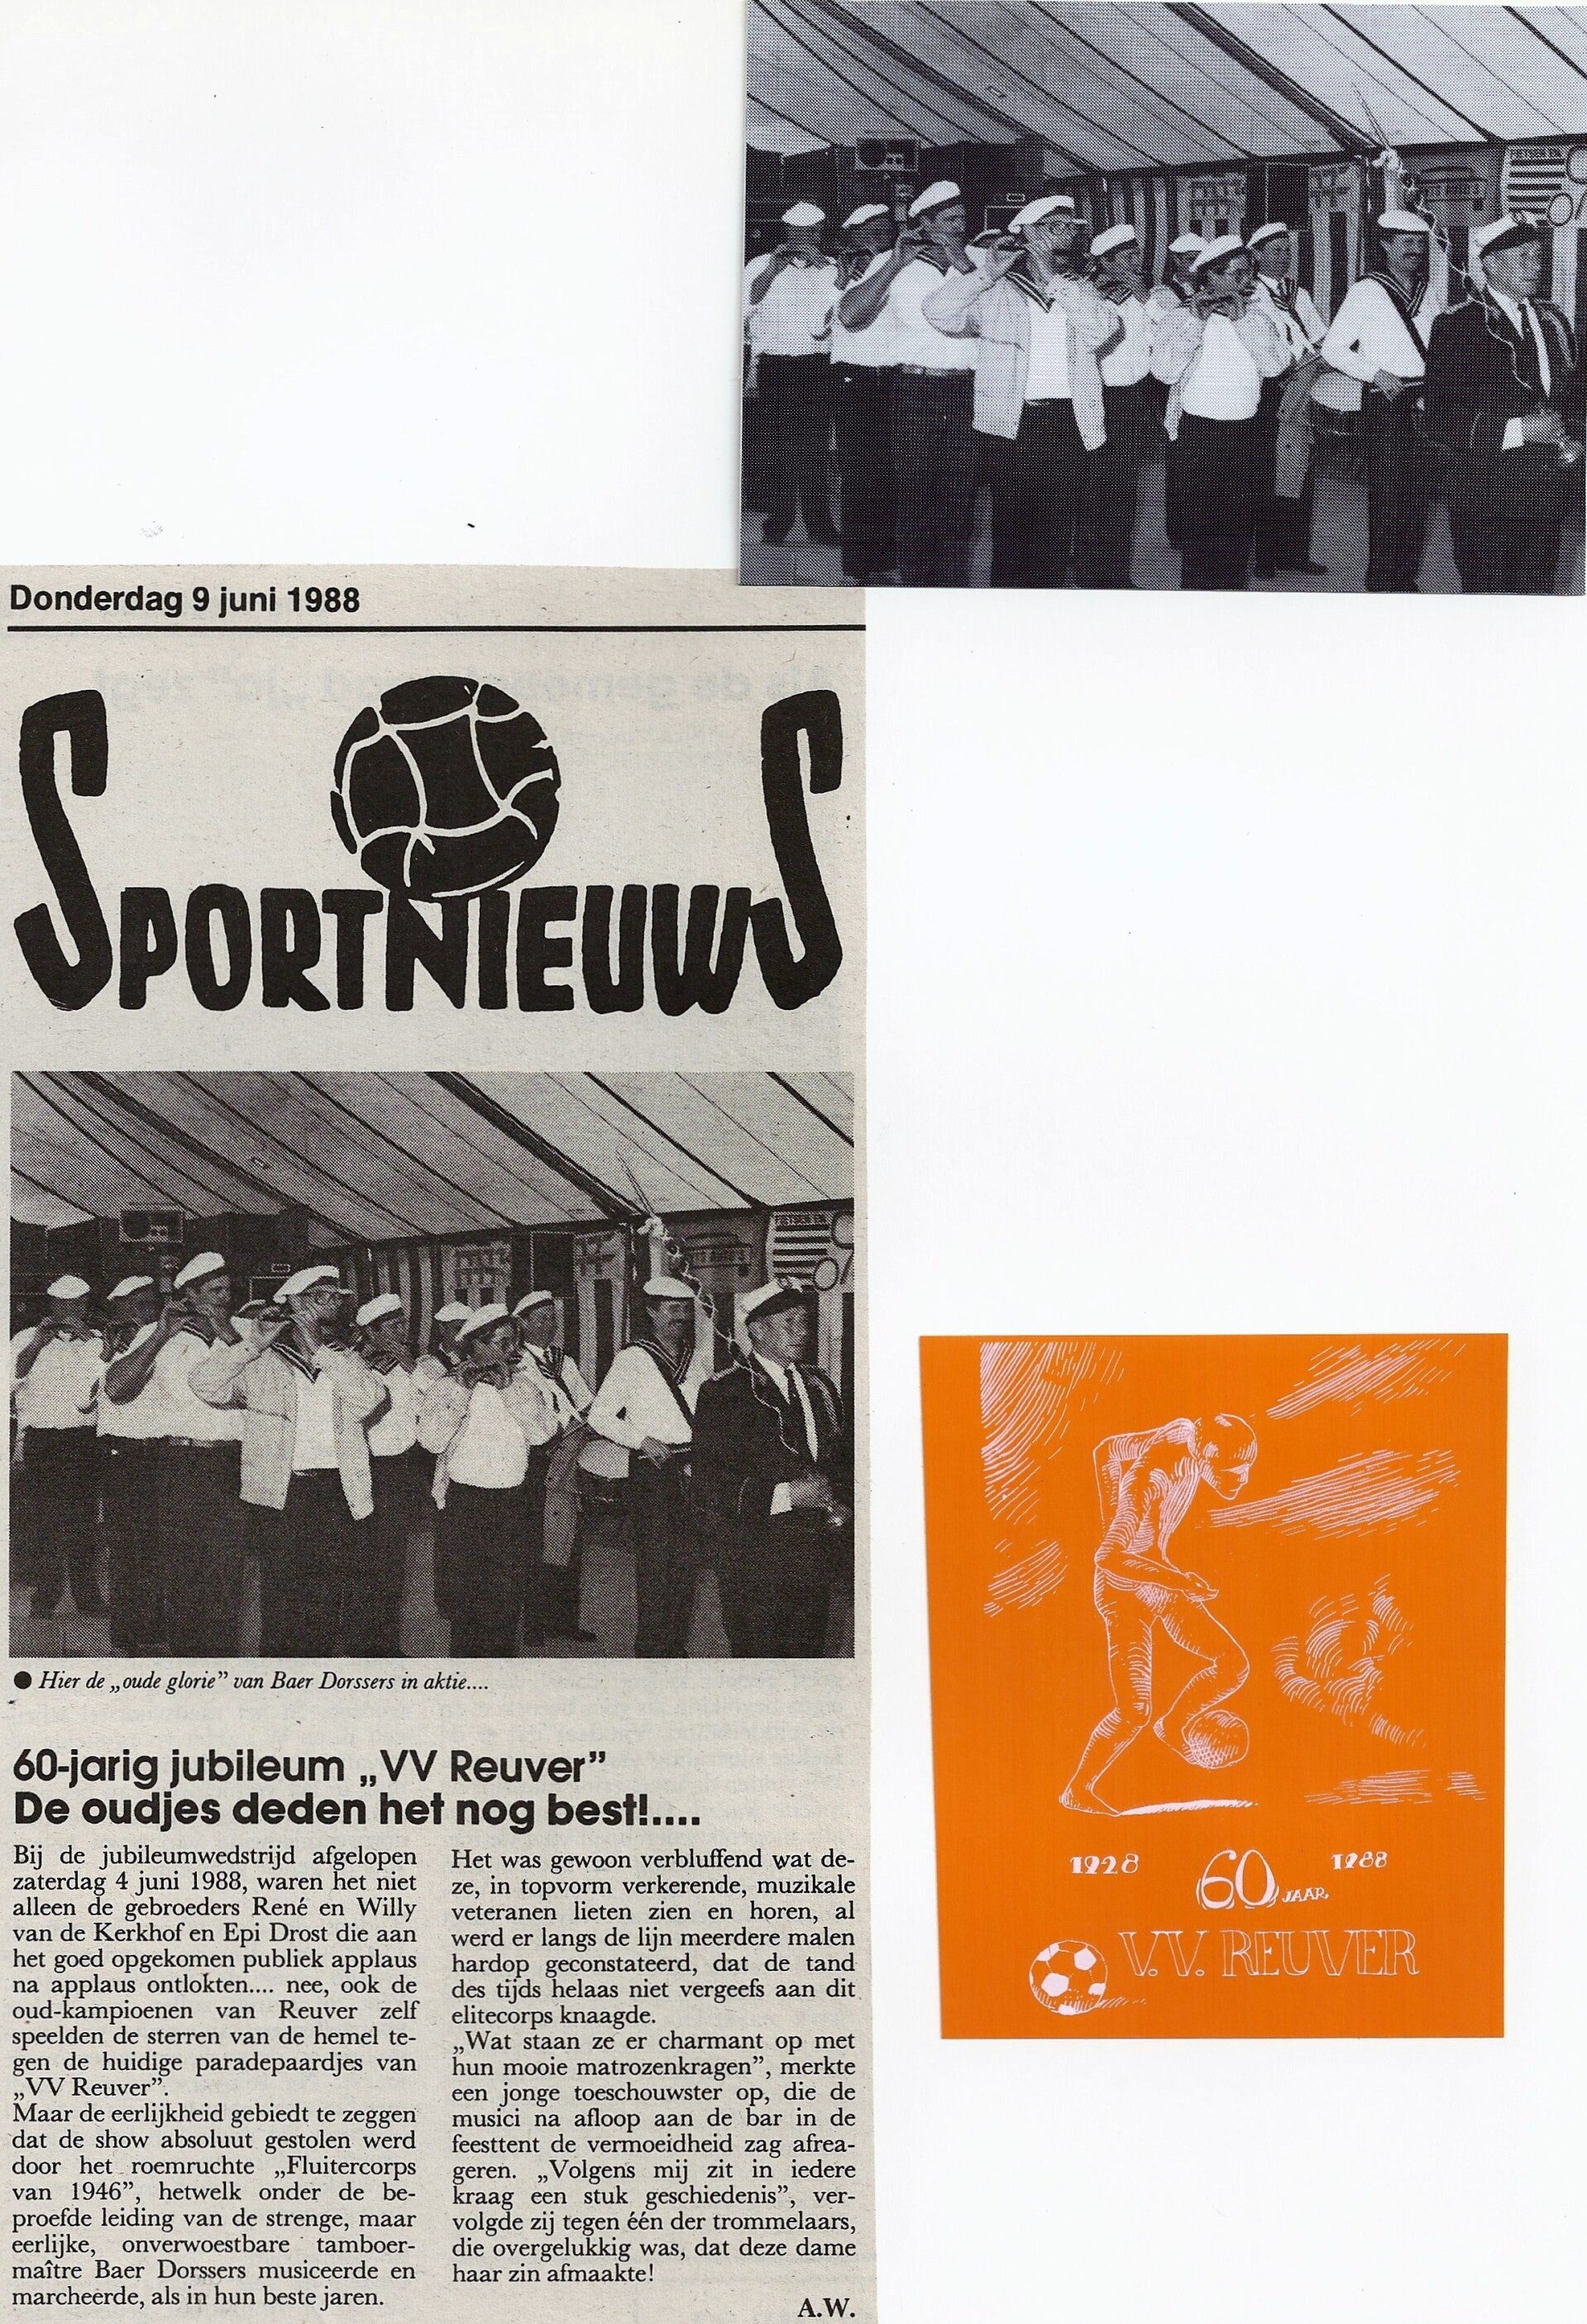 FIETSEN EN
Donderdag 9 juni 1988
SPORTNIEUWS
FIETSEN EN
● Hier de „oude glorie” van Baer Dorssers in aktie....
60-jarig jubileum „VV Reuver”
De oudjes deden het nog best!....
Bij de jubileumwedstrijd afgelopen
zaterdag 4 juni 1988, waren het niet
alleen de gebroeders René en Willy
van de Kerkhof en Epi Drost die aan
het goed opgekomen publiek applaus
na applaus ontlokten.... nee, ook de
oud-kampioenen van Reuver zelf
speelden de sterren van de hemel te-
gen de huidige paradepaardjes van
„VV Reuver”.
Maar de eerlijkheid gebiedt te zeggen
dat de show absoluut gestolen werd
door het roemruchte „Fluitercorps
van 1946”, hetwelk onder de be-
proefde leiding van de strenge, maar
eerlijke, onverwoestbare tamboer-
maître Baer Dorssers musiceerde en
marcheerde, als in hun beste jaren.
Het was gewoon verbluffend wat de-
ze, in topvorm verkerende, muzikale
veteranen lieten zien en horen, al
werd er langs de lijn meerdere malen
hardop geconstateerd, dat de tand
des tijds helaas niet vergeefs aan dit
elitecorps knaagde.
„Wat staan ze er charmant op met
hun mooie matrozenkragen”, merkte
een jonge toeschouwster op, die de
musici na afloop aan de bar in de
feesttent de vermoeidheid zag afrea-
geren. „Volgens mij zit in iedere
kraag een stuk geschiedenis”, ver-
volgde zij tegen één der trommelaars,
die overgelukkig was, dat deze dame
haar zin afmaakte!
A.W.
1928 60 JAAR 1988
V.V. REUVER